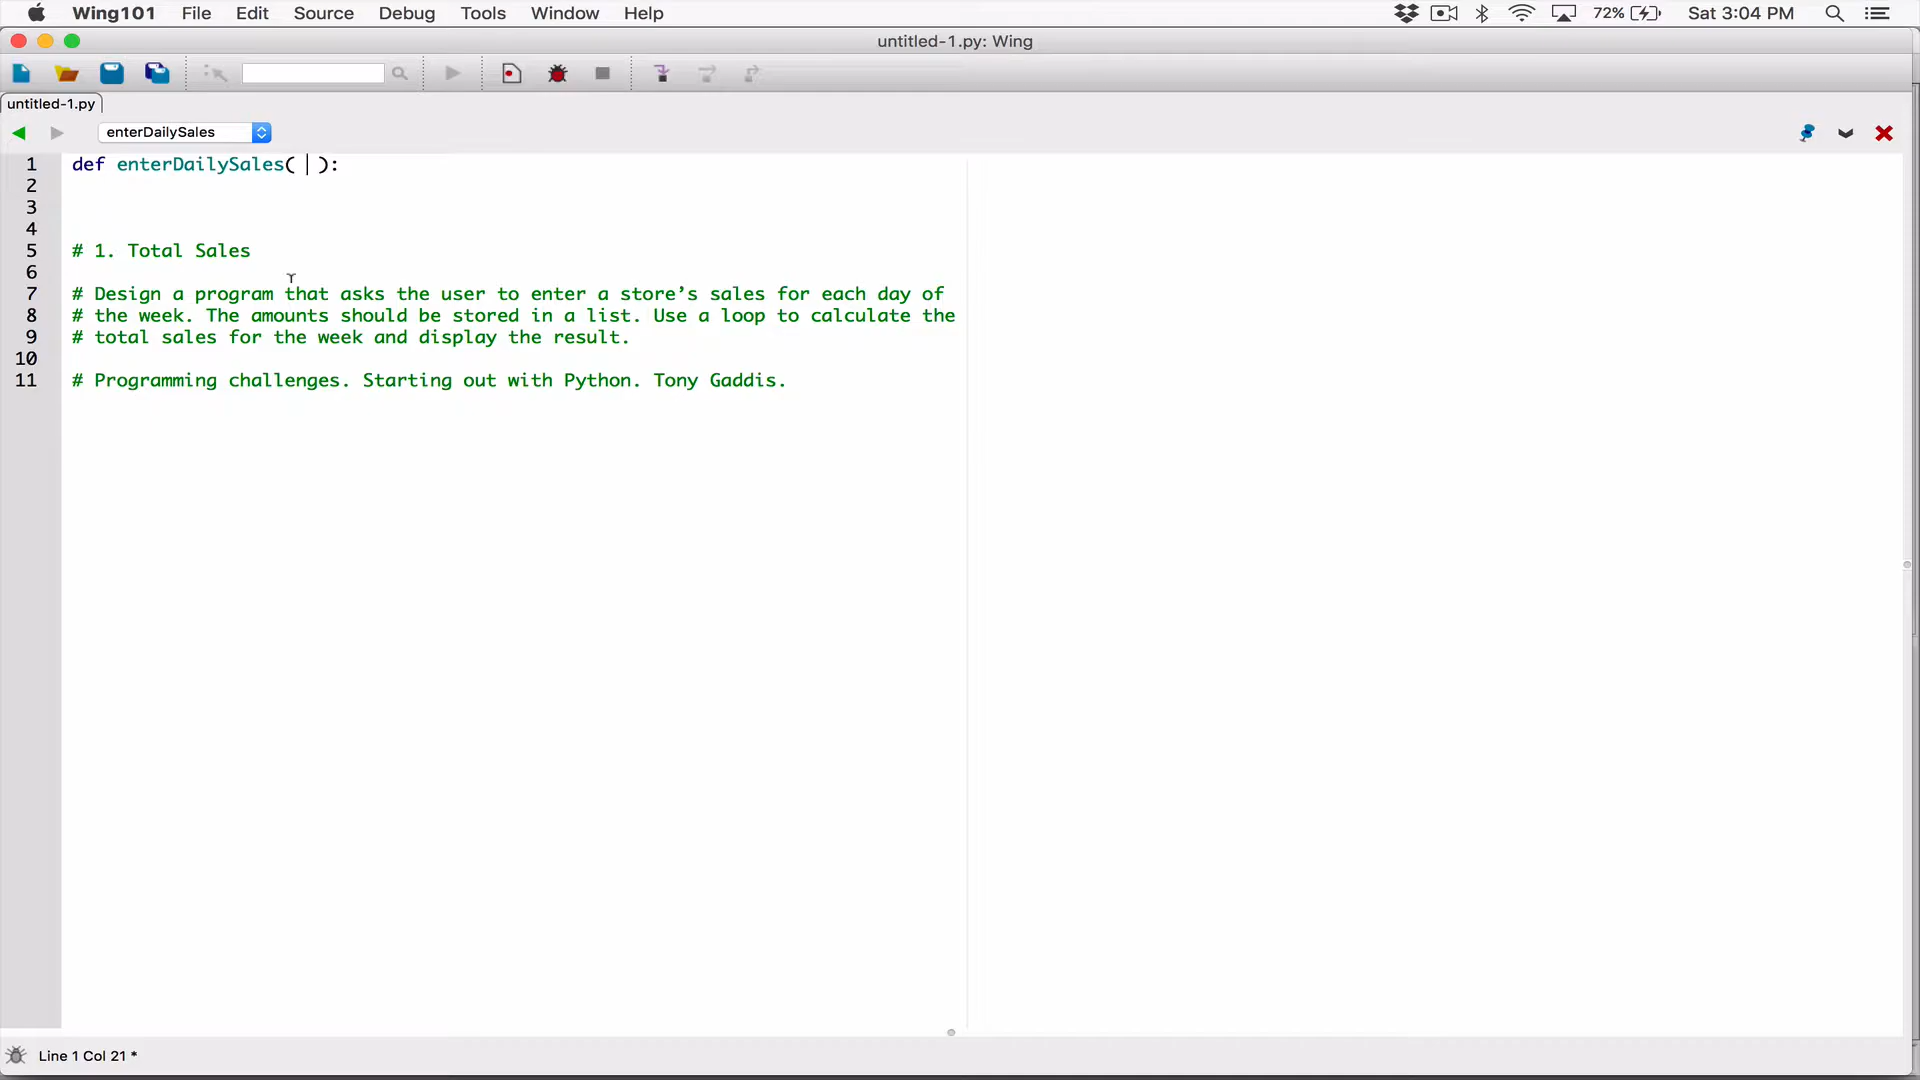 Wing101 File Edit Source Debug Tools Window Help 72% Sat 3:04 PM
untitled-1.py: Wing
untitled-1.py
enterDailySales
1 def enterDailySales( ):
2
3
4
5 # 1. Total Sales
6
7 # Design a program that asks the user to enter a store’s sales for each day of
8 # the week. The amounts should be stored in a list. Use a loop to calculate the
9 # total sales for the week and display the result.
10
11 # Programming challenges. Starting out with Python. Tony Gaddis.
Line 1 Col 21 *